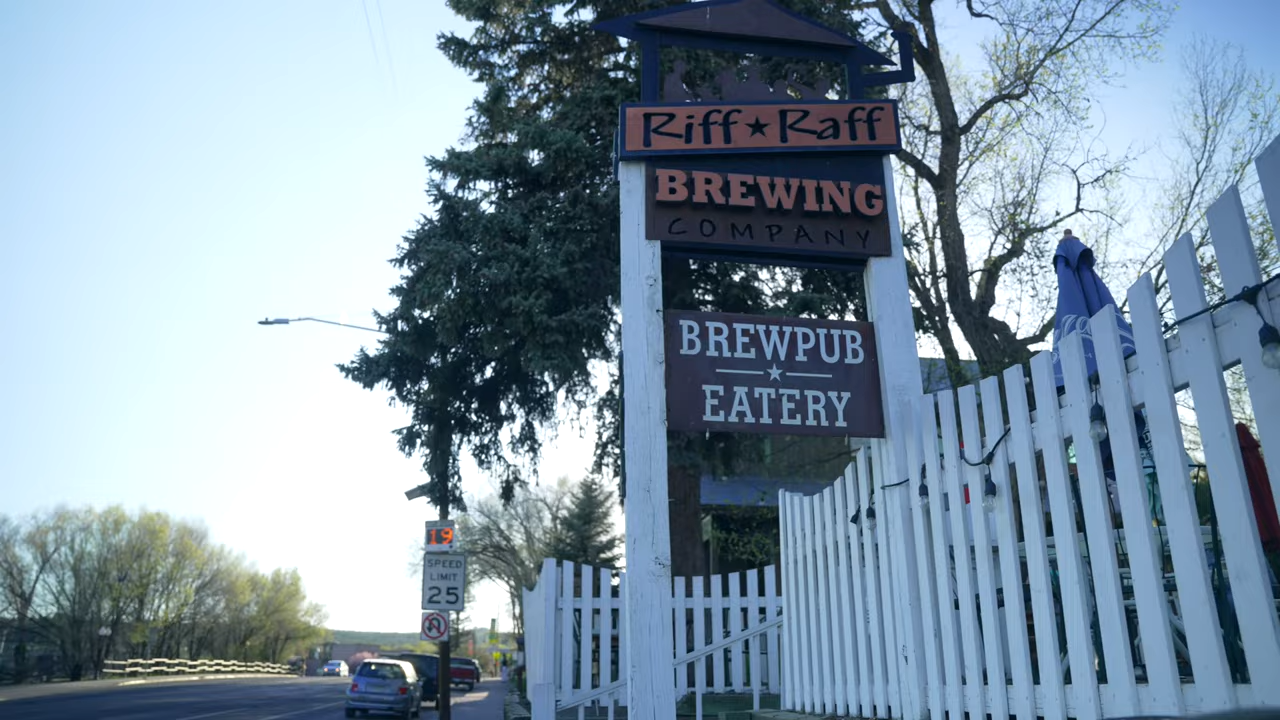 Riff★Raff
BREWING
COMPANY
BREWPUB
★
EATERY
19
SPEED
LIMIT
25